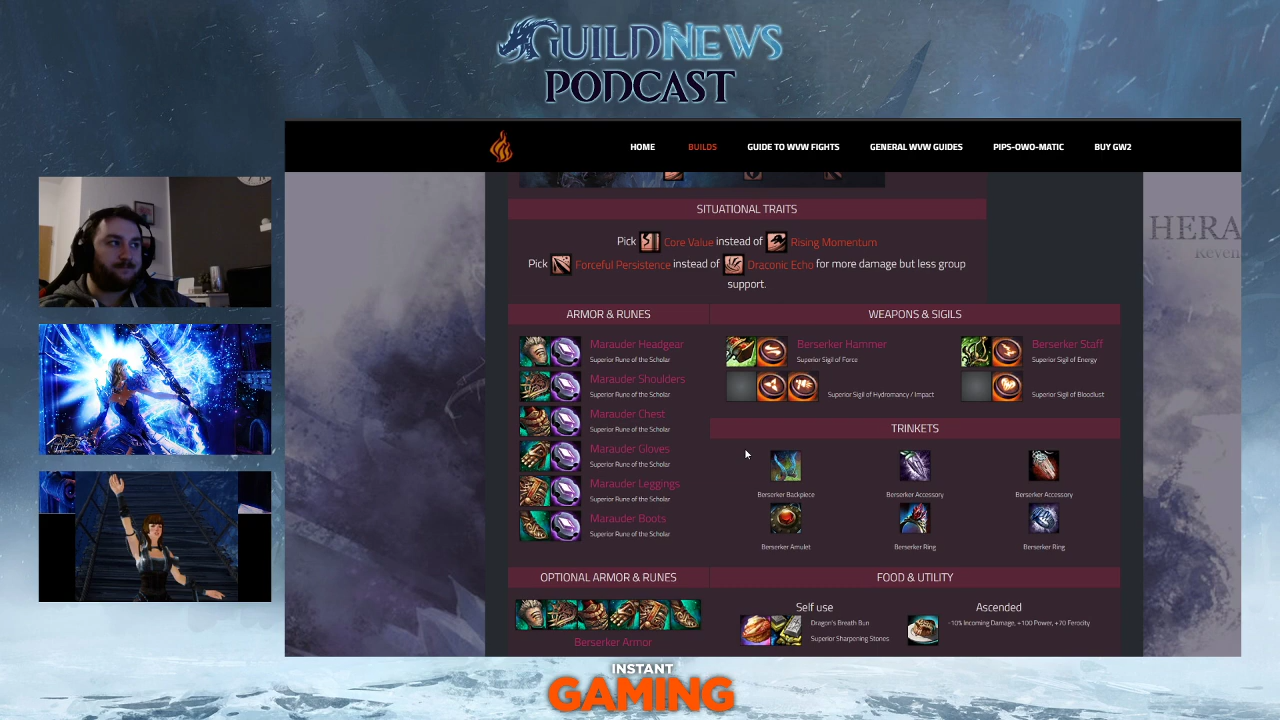 GUILDNEWS
PODCAST
HOME
BUILDS
GUIDE TO WVW FIGHTS
GENERAL WVW GUIDES
PIPS-OWO-MATIC
BUY GW2
SITUATIONAL TRAITS
Pick Core Value instead of Rising Momentum
Pick Forceful Persistence instead of Draconic Echo for more damage but less group
support.
HERA
Reven
ARMOR & RUNES
Marauder Headgear
Superior Rune of the Scholar
Marauder Shoulders
Superior Rune of the Scholar
Marauder Chest
Superior Rune of the Scholar
Marauder Gloves
Superior Rune of the Scholar
Marauder Leggings
Superior Rune of the Scholar
Marauder Boots
Superior Rune of the Scholar
WEAPONS & SIGILS
Berserker Hammer
Superior Sigil of Force
Superior Sigil of Hydromancy / Impact
Berserker Staff
Superior Sigil of Energy
Superior Sigil of Bloodlust
TRINKETS
Berserker Backpiece
Berserker Accessory
Berserker Accessory
Berserker Amulet
Berserker Ring
Berserker Ring
OPTIONAL ARMOR & RUNES
Berserker Armor
FOOD & UTILITY
Self use
Dragon's Breath Bun
Superior Sharpening Stones
Ascended
-10% Incoming Damage, +100 Power, +70 Ferocity
INSTANT
GAMING